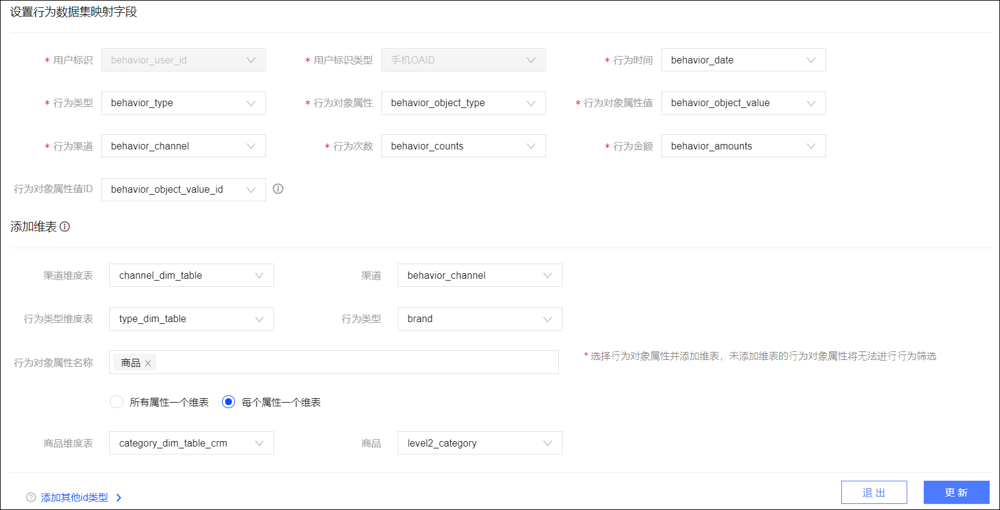 设置行为数据集映射字段
* 用户标识 behavior_user_id * 用户标识类型 手机OAID * 行为时间 behavior_date
* 行为类型 behavior_type * 行为对象属性 behavior_object_type * 行为对象属性值 behavior_object_value
* 行为渠道 behavior_channel * 行为次数 behavior_counts * 行为金额 behavior_amounts
行为对象属性值ID behavior_object_value_id
添加维表
渠道维度表 channel_dim_table 渠道 behavior_channel
行为类型维度表 type_dim_table 行为类型 brand
行为对象属性名称 商品 × * 选择行为对象属性并添加维表，未添加维表的行为对象属性将无法进行行为筛选
所有属性一个维表 每个属性一个维表
商品维度表 category_dim_table_crm 商品 level2_category
添加其他id类型 退出 更新